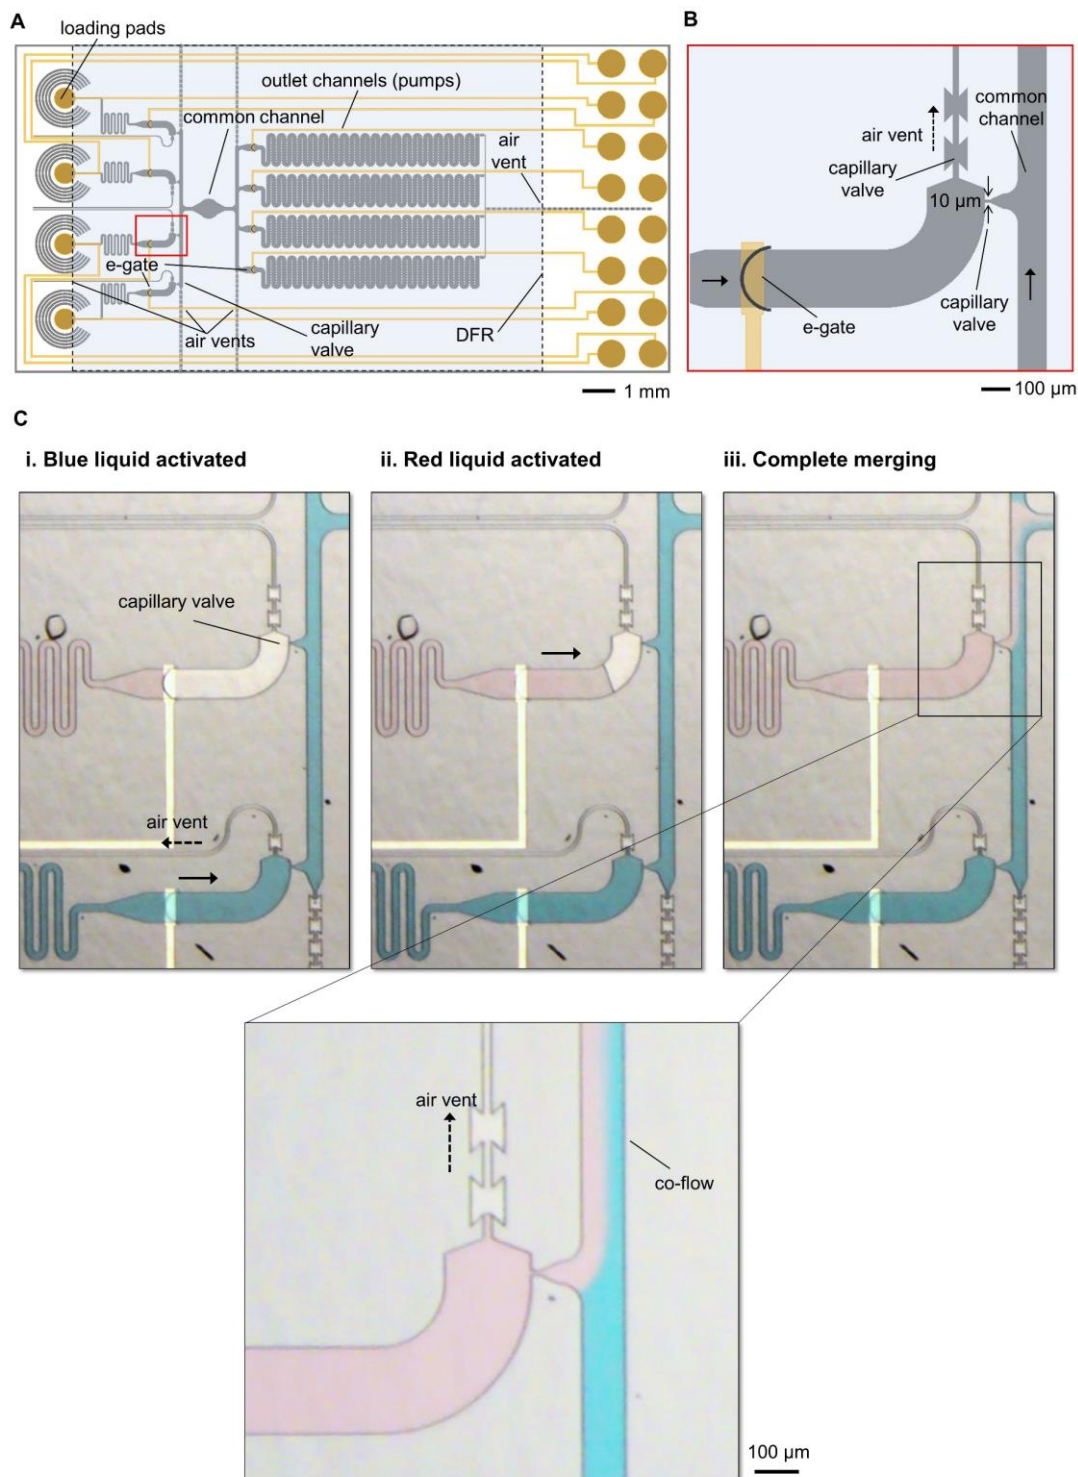 A
loading pads
outlet channels (pumps)
common channel
air
vent
e-gate
air vents
capillary
valve
DFR
1 mm
B
air vent
common
channel
capillary
valve
10 µm
e-gate
capillary
valve
100 µm
C
i. Blue liquid activated
capillary valve
air vent
ii. Red liquid activated
iii. Complete merging
air vent
co-flow
100 µm